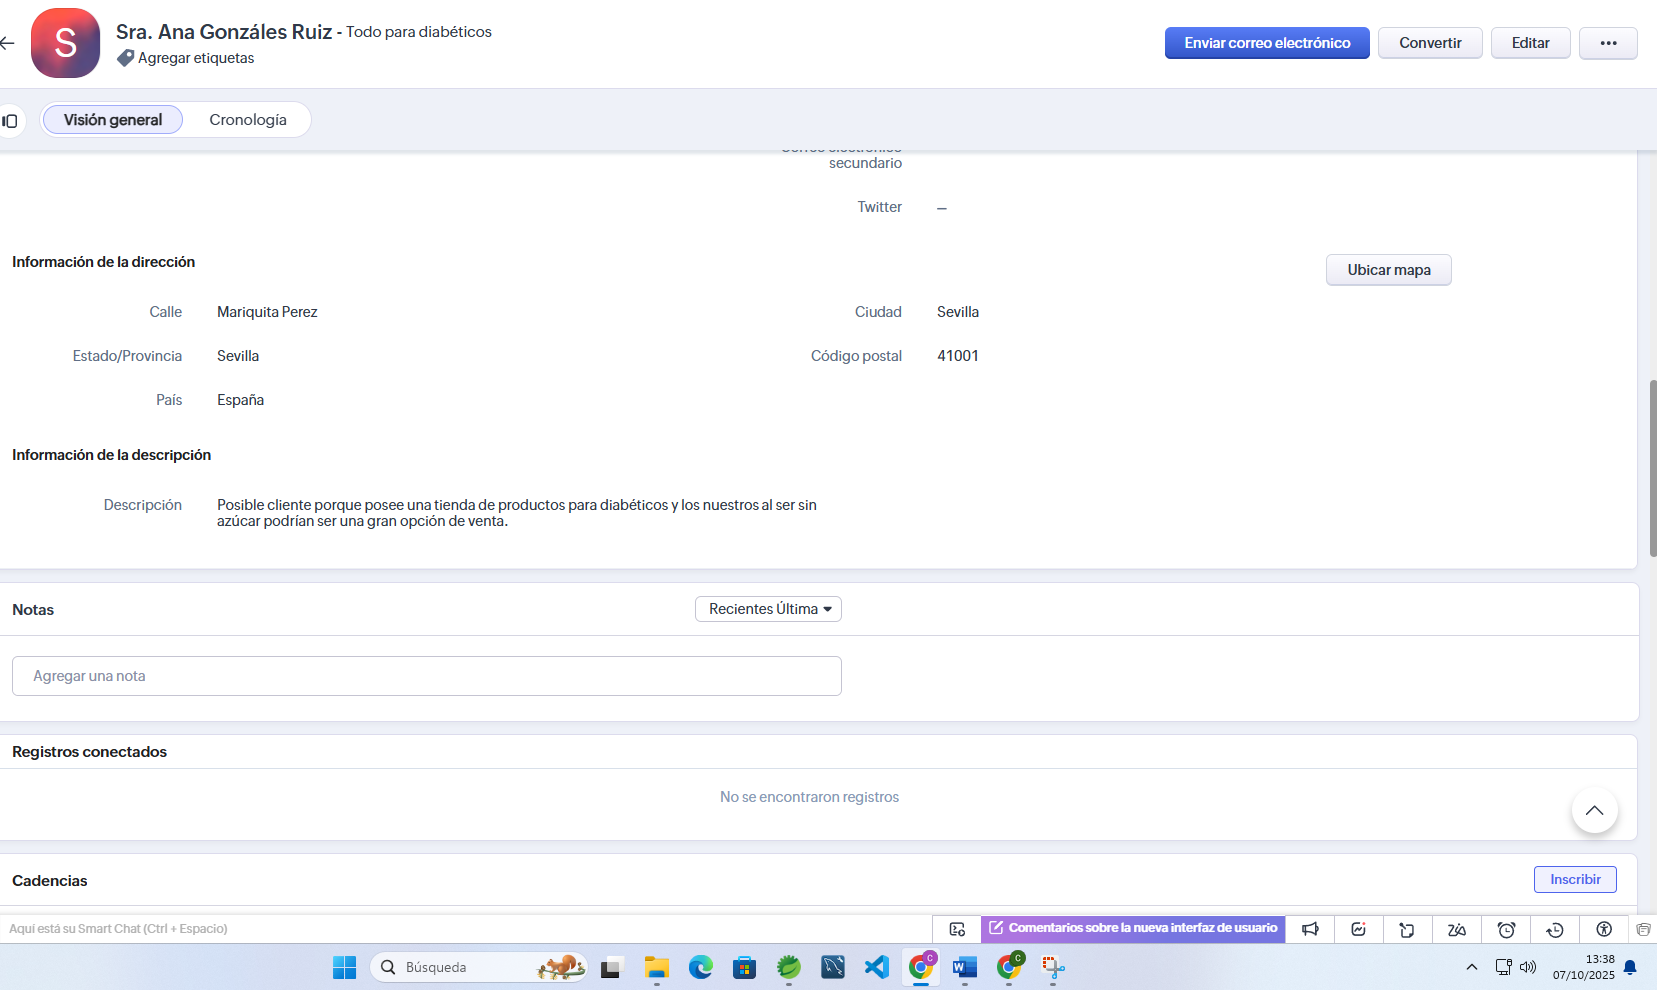 S
Sra. Ana Gonzáles Ruiz - Todo para diabéticos
Agregar etiquetas
Enviar correo electrónico
Convertir
Editar
•••
Visión general
Cronología
Correo electrónico
secundario
Twitter
–
Información de la dirección
Ubicar mapa
Calle Mariquita Perez
Ciudad Sevilla
Estado/Provincia Sevilla
Código postal 41001
País España
Información de la descripción
Descripción Posible cliente porque posee una tienda de productos para diabéticos y los nuestros al ser sin
azúcar podrían ser una gran opción de venta.
Notas
Recientes Última
Agregar una nota
Registros conectados
No se encontraron registros
Cadencias
Inscribir
Aquí está su Smart Chat (Ctrl + Espacio)
Comentarios sobre la nueva interfaz de usuario
Búsqueda
C
W
C
13:38
07/10/2025